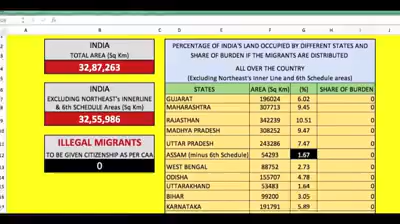 INDIA
TOTAL AREA (Sq Km)
32,87,263
INDIA
EXCLUDING NORTHEAST'S INNERLINE
& 6th SCHEDULE Areas (Sq Km)
32,55,986
ILLEGAL MIGRANTS
TO BE GIVEN CITIZENSHIP AS PER CAA
0
PERCENTAGE OF INDIA'S LAND OCCUPIED BY DIFFERENT STATES AND
SHARE OF BURDEN IF THE MIGRANTS ARE DISTRIBUTED
ALL OVER THE COUNTRY
(Excluding Northeast's Inner Line and 6th Schedule areas)
STATES AREA (Sq Km) (%) SHARE OF BURDEN
GUJARAT 196024 6.02 0
MAHARASHTRA 307713 9.45 0
RAJASTHAN 342239 10.51 0
MADHYA PRADESH 308252 9.47 0
UTTAR PRADESH 243286 7.47 0
ASSAM (minus 6th Schedule) 54293 1.67 0
WEST BENGAL 88752 2.73 0
ODISHA 155707 4.78 0
UTTARAKHAND 53483 1.64 0
BIHAR 99200 3.05 0
KARNATAKA 191791 5.89 0